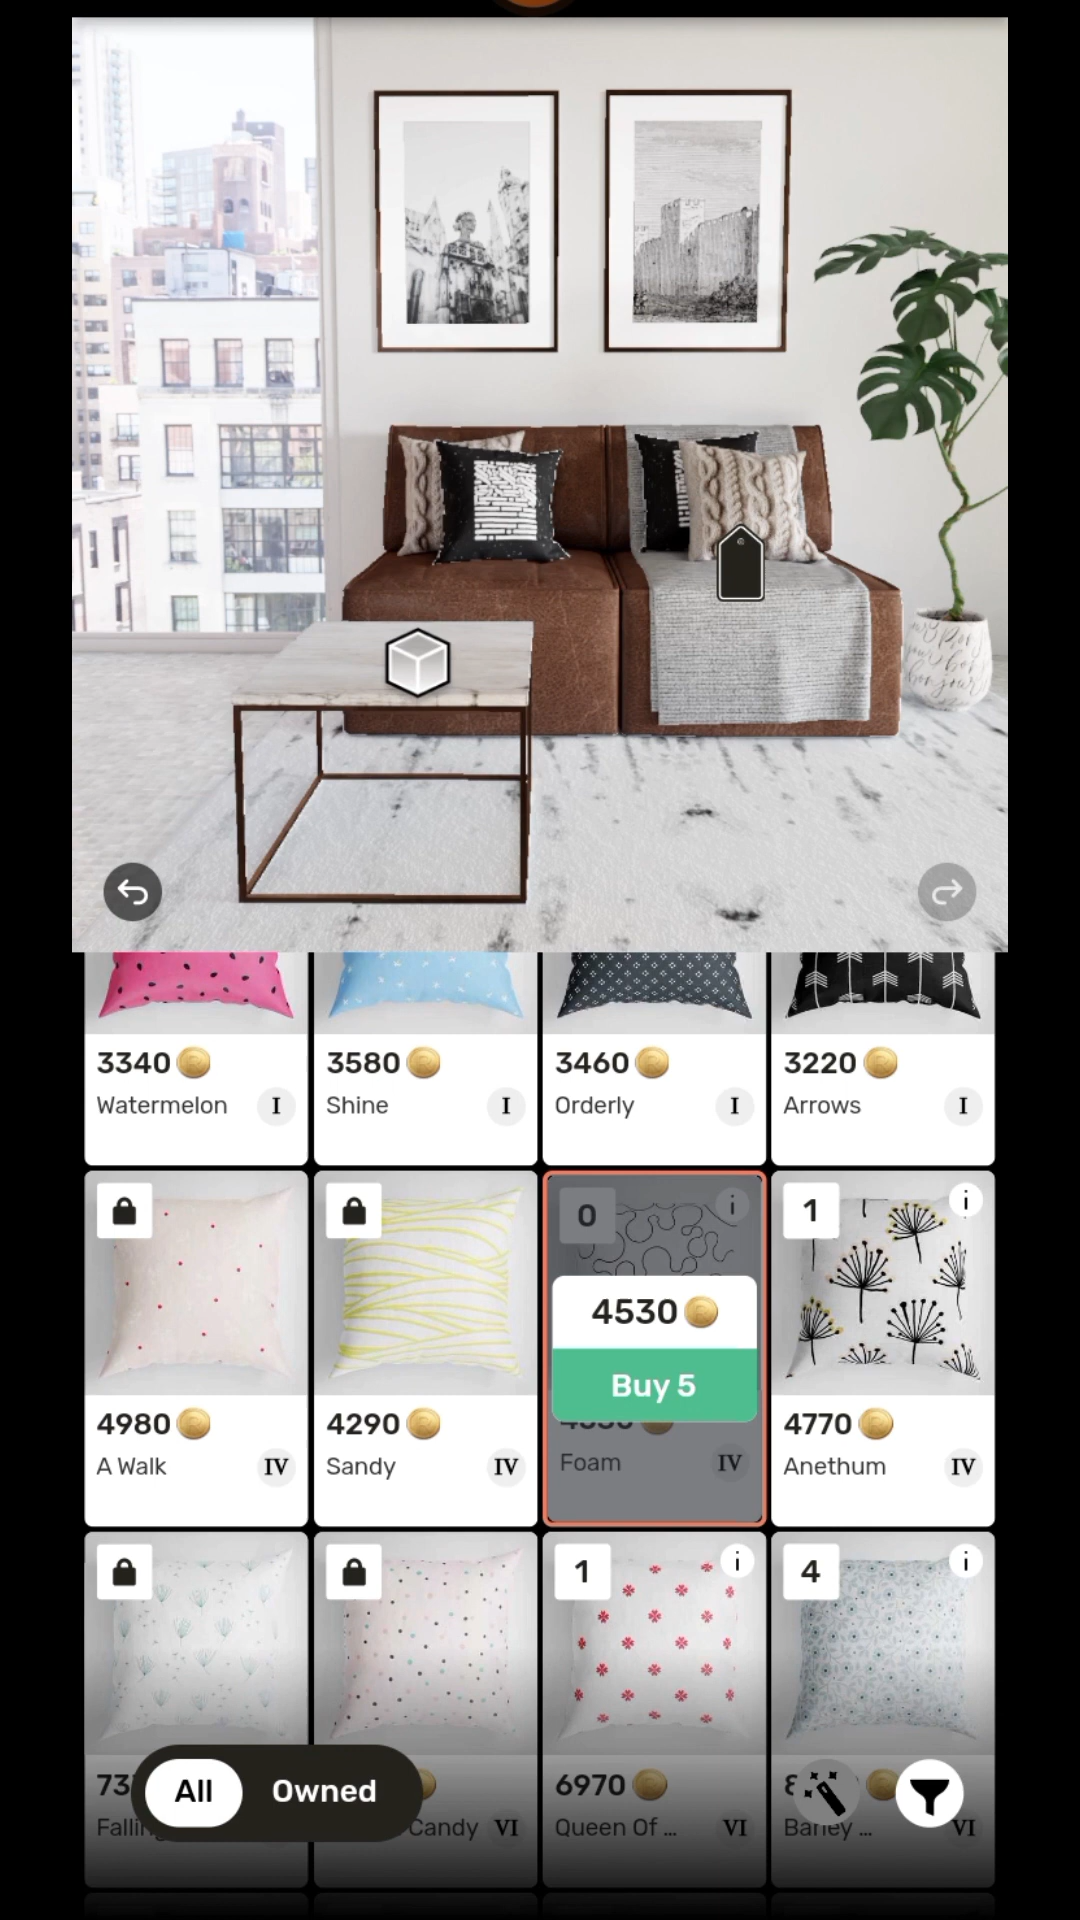 3340
3580
3460
3220
Watermelon I
Shine I
Orderly I
Arrows I
0 i
1 i
4530
Buy 5
4980
4290
4770
A Walk IV
Sandy IV
Foam IV
Anethum IV
1 i
4 i
6970
Candy VI
Queen Of ... VI
Barley ... VI
All
Owned